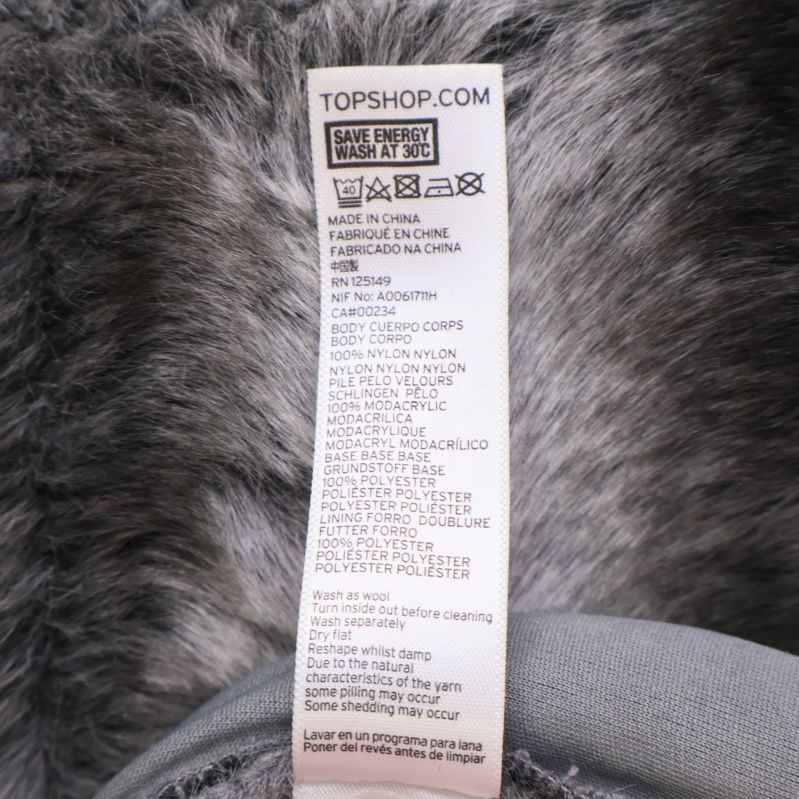 TOPSHOP.COM
SAVE ENERGY
WASH AT 30℃
40
MADE IN CHINA
FABRIQUÉ EN CHINE
FABRICADO NA CHINA
中国製
RN 125149
NIF No: A0061711H
CA#00234
BODY CUERPO CORPS
BODY CORPO
100% NYLON NYLON
NYLON NYLON NYLON
PILE PELO VELOURS
SCHLINGEN PÊLO
100% MODACRYLIC
MODACRILICA
MODACRYLIQUE
MODACRYL MODACRÍLICO
BASE BASE BASE
GRUNDSTOFF BASE
100% POLYESTER
POLIÉSTER POLYESTER
POLYESTER POLIÉSTER
LINING FORRO DOUBLURE
FUTTER FORRO
100% POLYESTER
POLIÉSTER POLYESTER
POLYESTER POLIÉSTER
Wash as wool
Turn inside out before cleaning
Wash separately
Dry flat
Reshape whilst damp
Due to the natural
characteristics of the yarn
some pilling may occur
Some shedding may occur
Lavar en un programa para lana
Poner del revés antes de limpiar